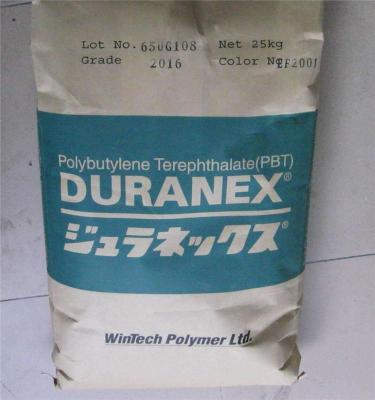 Lot No. 650G108 Net 25kg
Grade 2016 Color No. EF2001
Polybutylene Terephthalate(PBT)
DURANEX®
ジュラネックス®
WinTech Polymer Ltd.